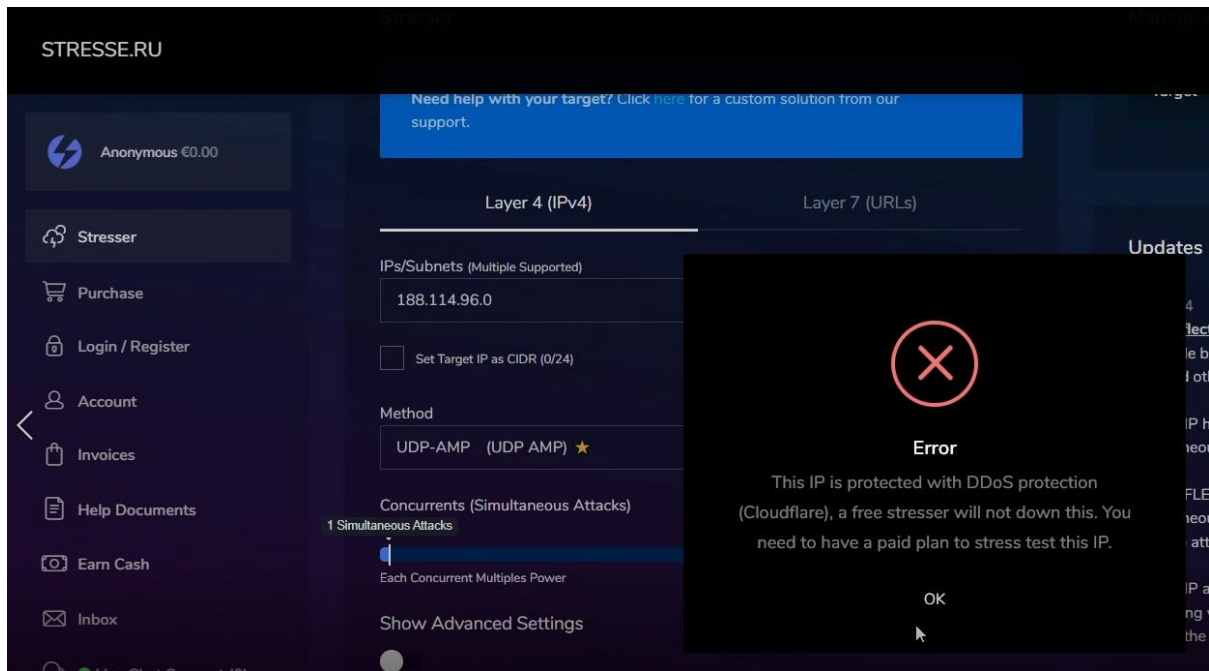 Stresser
STRESSE.RU
Need help with your target? Click here for a custom solution from our
support.
Anonymous €0.00
Stresser
Purchase
Login / Register
Account
Invoices
Help Documents
Earn Cash
Inbox
Layer 4 (IPv4)
Layer 7 (URLs)
IPs/Subnets (Multiple Supported)
188.114.96.0
Set Target IP as CIDR (0/24)
Method
UDP-AMP (UDP AMP)
Concurrents (Simultaneous Attacks)
1 Simultaneous Attacks
Each Concurrent Multiples Power
Show Advanced Settings
Target
Updates
Error
This IP is protected with DDoS protection
(Cloudflare), a free stresser will not down this. You
need to have a paid plan to stress test this IP.
OK